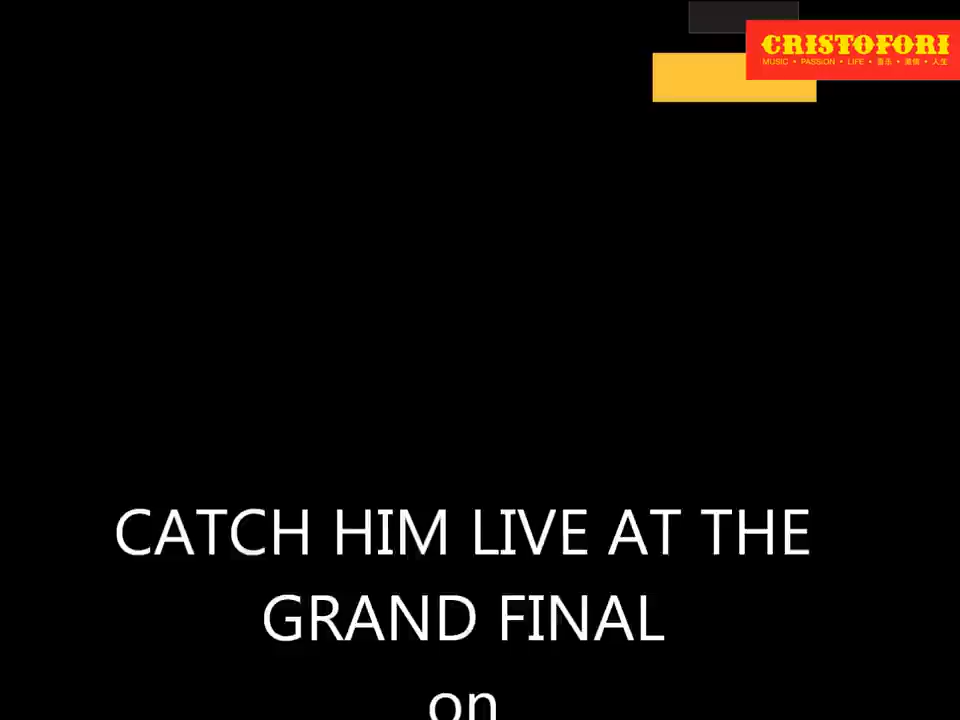 CRISTOFORI
MUSIC • PASSION • LIFE • 音乐 • 激情 • 人生
CATCH HIM LIVE AT THE
GRAND FINAL
on